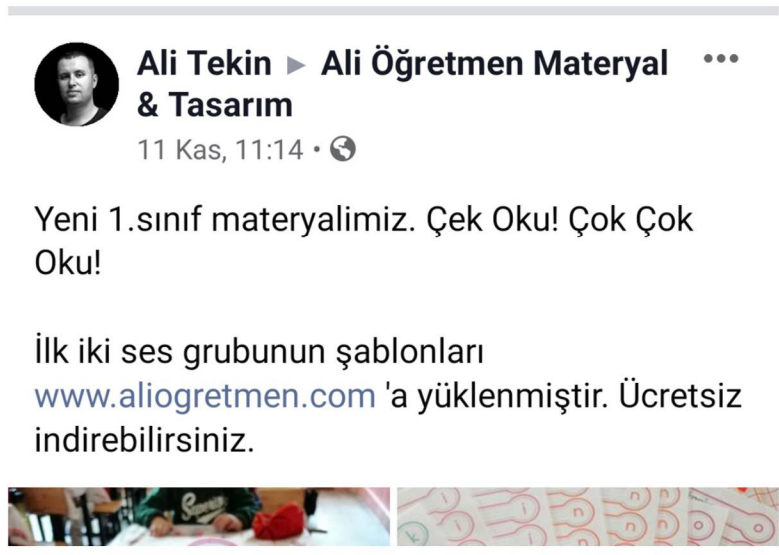 Ali Tekin ▸ Ali Öğretmen Materyal
& Tasarım
11 Kas, 11:14 •
Yeni 1.sınıf materyalimiz. Çek Oku! Çok Çok
Oku!
İlk iki ses grubunun şablonları
www.aliogretmen.com 'a yüklenmiştir. Ücretsiz
indirebilirsiniz.